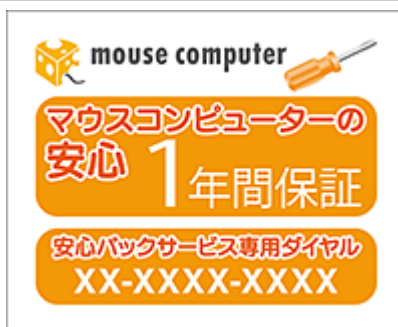 mouse computer
マウスコンピューターの
安心 1年間保証
安心パックサービス専用ダイヤル
XX-XXXX-XXXX